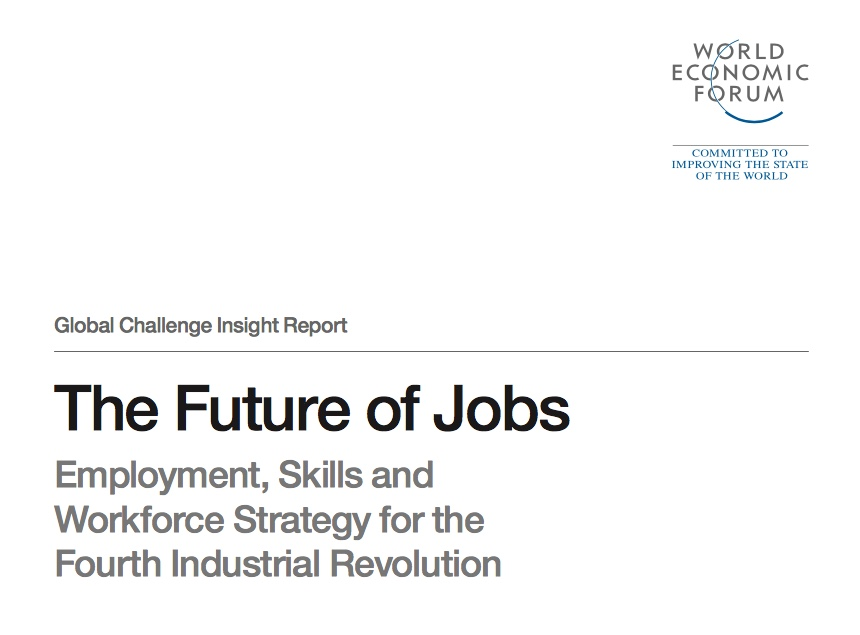 WORLD
ECONOMIC
FORUM
COMMITTED TO
IMPROVING THE STATE
OF THE WORLD
Global Challenge Insight Report
The Future of Jobs
Employment, Skills and
Workforce Strategy for the
Fourth Industrial Revolution